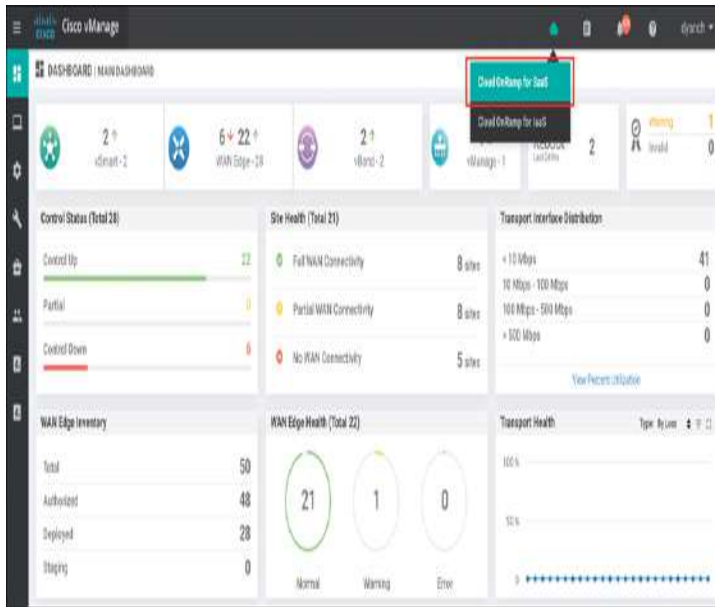 CISCO Cisco vManage
DASHBOARD | MAIN DASHBOARD
Cloud OnRamp for SaaS
Cloud OnRamp for IaaS
2 ↑
vSmart - 2
6 ↓ 22 ↑
WAN Edge - 28
2 ↑
vBond - 2
vManage - 1
2
Warning 1
Invalid 0
Control Status (Total 28)
Control Up 22
Partial 0
Control Down 6
Site Health (Total 21)
Full WAN Connectivity 8 sites
Partial WAN Connectivity 8 sites
No WAN Connectivity 5 sites
Transport Interface Distribution
< 10 Mbps 41
10 Mbps - 100 Mbps 0
100 Mbps - 500 Mbps 0
> 500 Mbps 0
View Percent Utilization
WAN Edge Inventory
Total 50
Authorized 48
Deployed 28
Staging 0
WAN Edge Health (Total 22)
21
Normal
1
Warning
0
Error
Transport Health
Type: By Loss
100 %
50 %
0